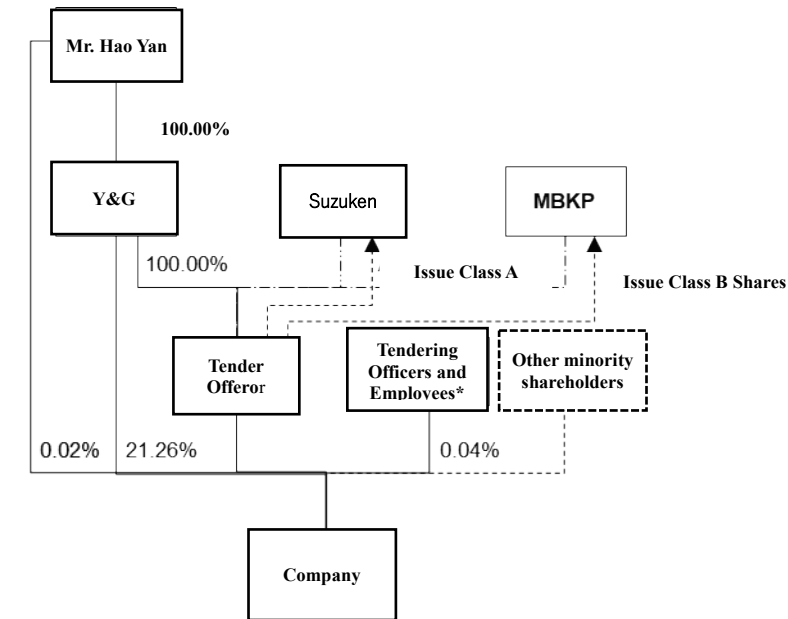 Mr. Hao Yan
100.00%
Y&G
Suzuken
MBKP
100.00%
Issue Class A
Issue Class B Shares
Tender
Offeror
Tendering
Officers and
Employees*
Other minority
shareholders
0.02%
21.26%
0.04%
Company